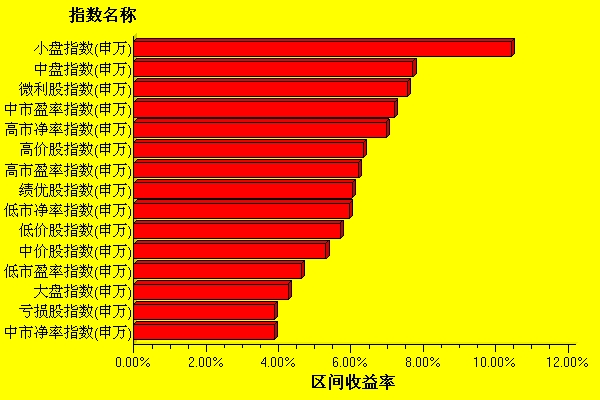 指数名称
小盘指数(申万)
中盘指数(申万)
微利股指数(申万)
中市盈率指数(申万)
高市净率指数(申万)
高价股指数(申万)
高市盈率指数(申万)
绩优股指数(申万)
低市净率指数(申万)
低价股指数(申万)
中价股指数(申万)
低市盈率指数(申万)
大盘指数(申万)
亏损股指数(申万)
中市净率指数(申万)
0.00% 2.00% 4.00% 6.00% 8.00% 10.00% 12.00%
区间收益率